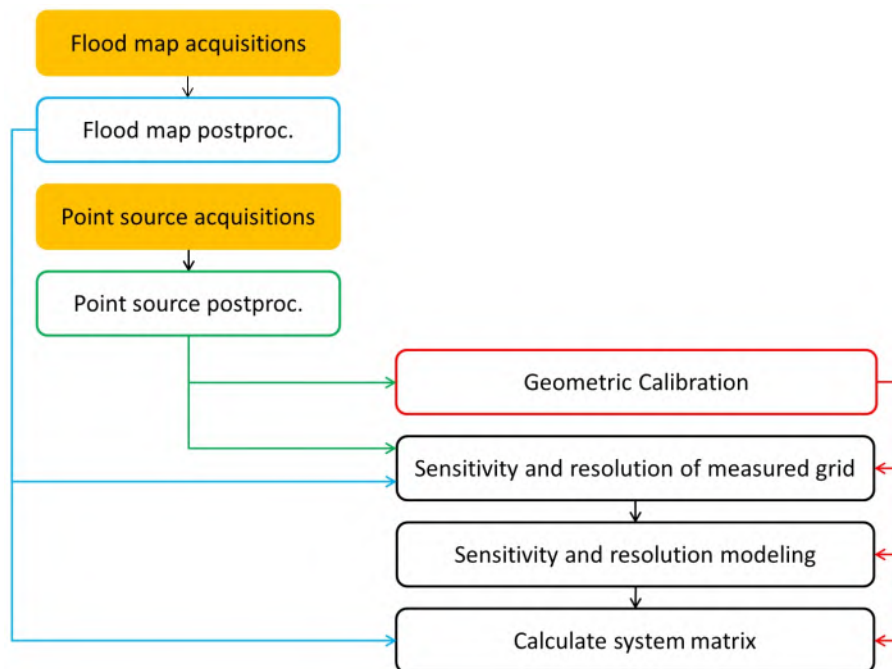 Flood map acquisitions
Flood map postproc.
Point source acquisitions
Point source postproc.
Geometric Calibration
Sensitivity and resolution of measured grid
Sensitivity and resolution modeling
Calculate system matrix